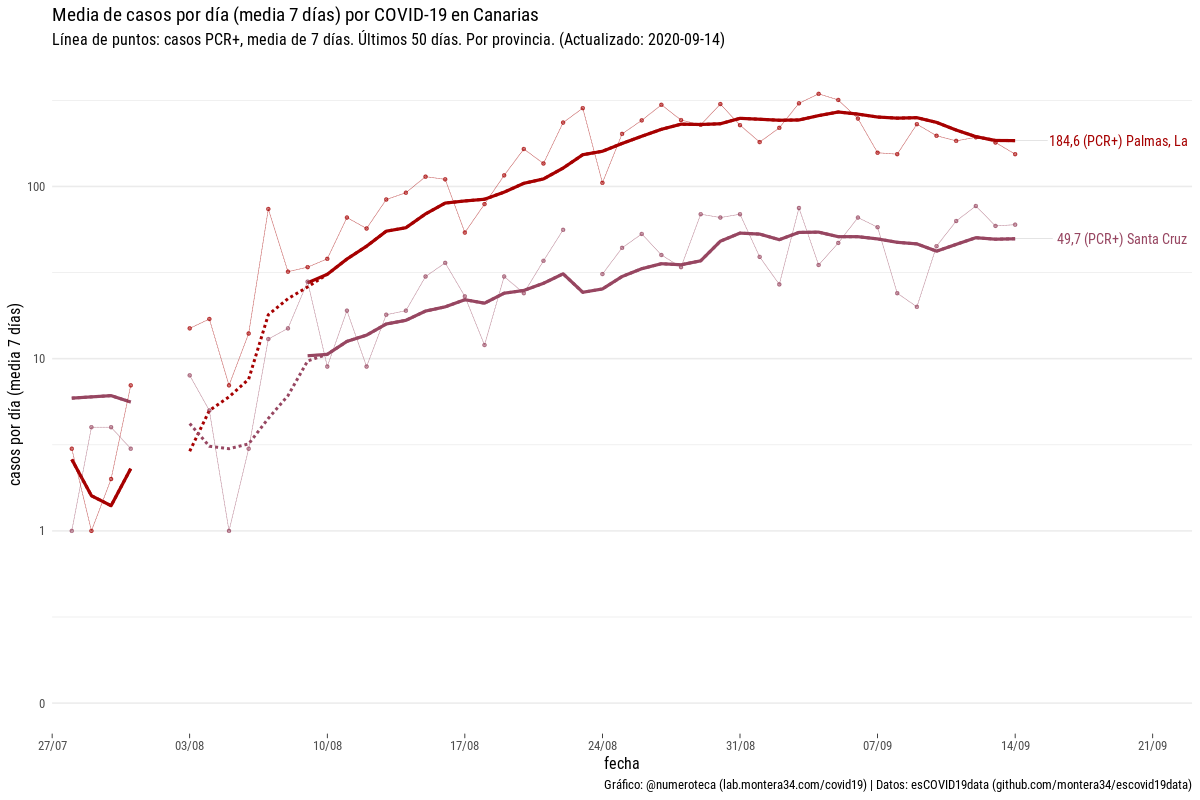 Media de casos por día (media 7 días) por COVID-19 en Canarias
Línea de puntos: casos PCR+, media de 7 días. Últimos 50 días. Por provincia. (Actualizado: 2020-09-14)
casos por día (media 7 días)
100
10
1
0
184,6 (PCR+) Palmas, La
49,7 (PCR+) Santa Cruz
27/07
03/08
10/08
17/08
24/08
31/08
07/09
14/09
21/09
fecha
Gráfico: @numeroteca (lab.montera34.com/covid19) | Datos: esCOVID19data (github.com/montera34/escovid19data)